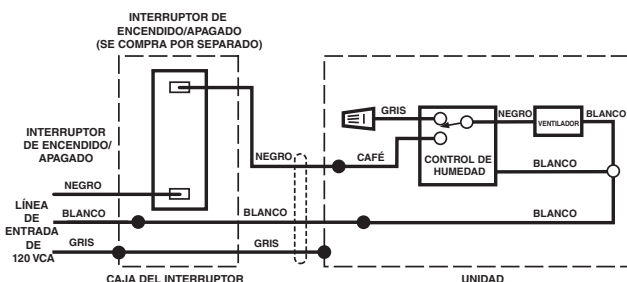 INTERRUPTOR DE
ENCENDIDO/APAGADO
(SE COMPRA POR SEPARADO)
INTERRUPTOR
DE ENCENDIDO/
APAGADO
NEGRO
LÍNEA
DE
ENTRADA
DE
120 VCA
BLANCO
GRIS
NEGRO
BLANCO
GRIS
CAJA DEL INTERRUPTOR
GRIS
CAFÉ
CONTROL DE
HUMEDAD
NEGRO
VENTILADOR
BLANCO
BLANCO
BLANCO
UNIDAD